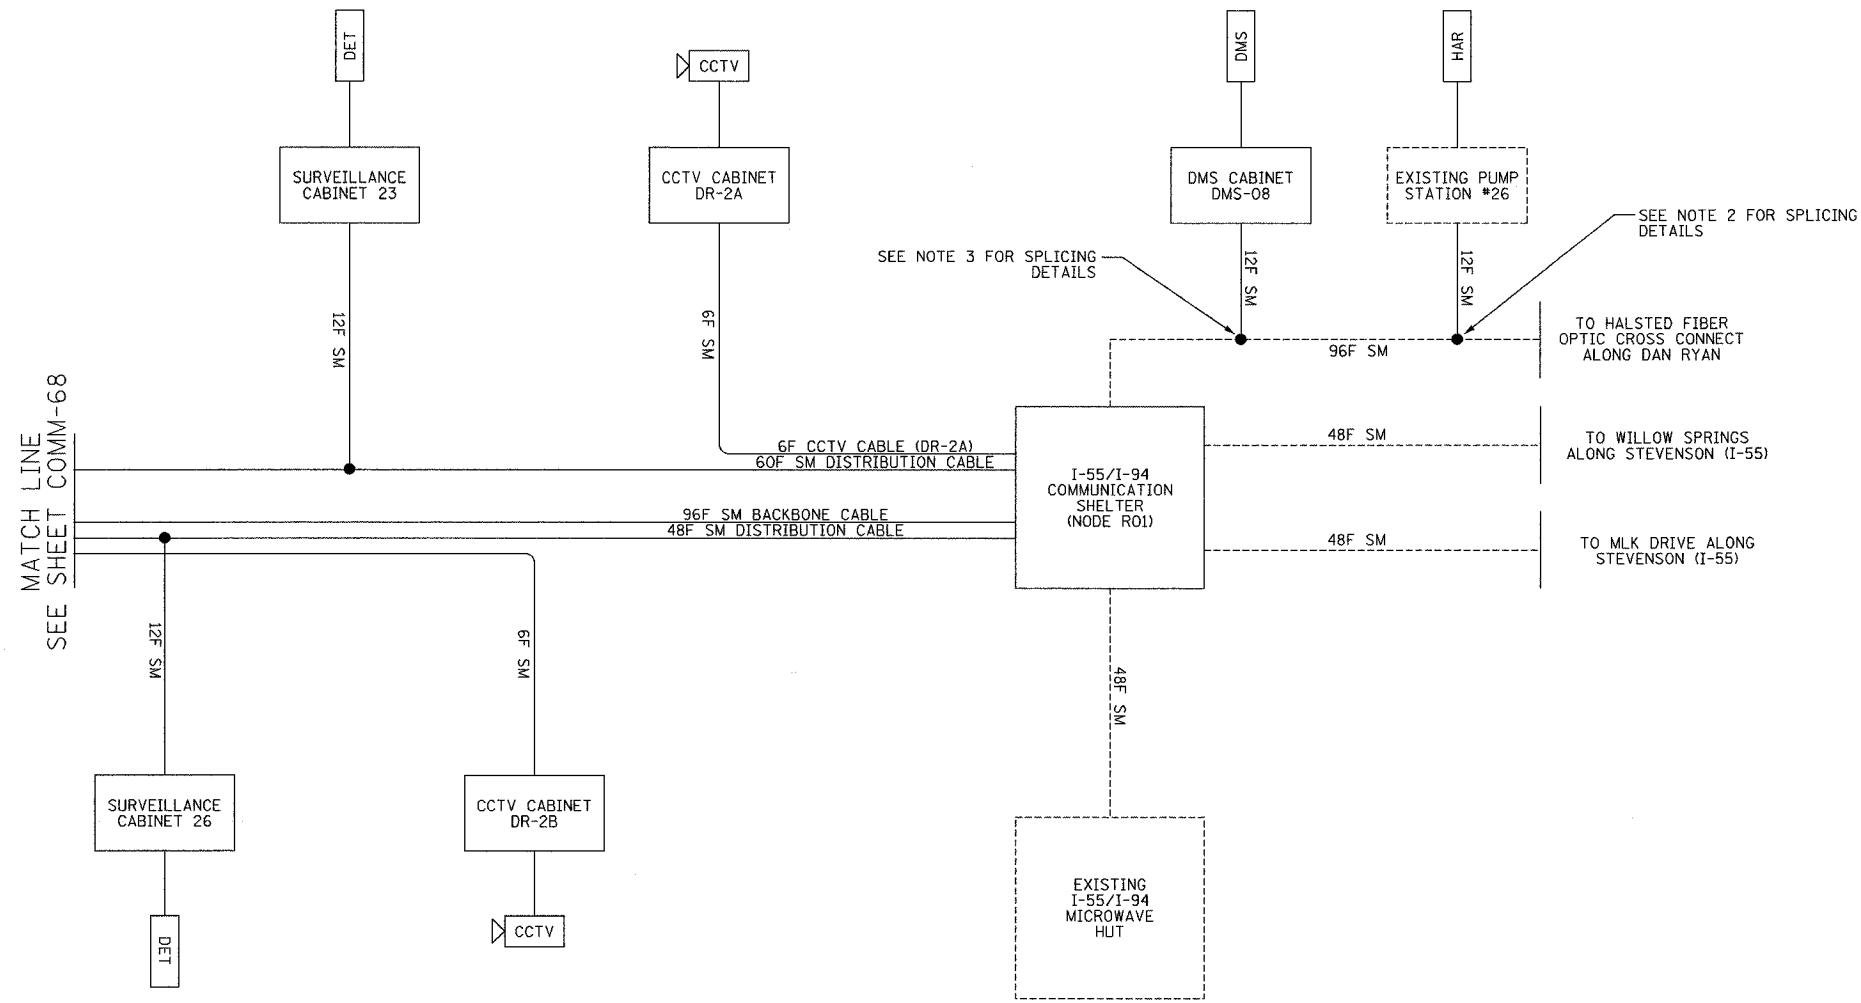 DET
CCTV
DMS
HAR
SURVEILLANCE
CABINET 23
CCTV CABINET
DR-2A
DMS CABINET
DMS-08
EXISTING PUMP
STATION #26
SEE NOTE 2 FOR SPLICING
DETAILS
SEE NOTE 3 FOR SPLICING
DETAILS
12F SM
6F SM
12F SM
12F SM
96F SM
TO HALSTED FIBER
OPTIC CROSS CONNECT
ALONG DAN RYAN
MATCH LINE
SEE SHEET COMM-68
6F CCTV CABLE (DR-2A)
60F SM DISTRIBUTION CABLE
96F SM BACKBONE CABLE
48F SM DISTRIBUTION CABLE
I-55/I-94
COMMUNICATION
SHELTER
(NODE R01)
48F SM
TO WILLOW SPRINGS
ALONG STEVENSON (I-55)
48F SM
TO MLK DRIVE ALONG
STEVENSON (I-55)
12F SM
6F SM
48F SM
SURVEILLANCE
CABINET 26
CCTV CABINET
DR-2B
EXISTING
I-55/I-94
MICROWAVE
HUT
DET
CCTV